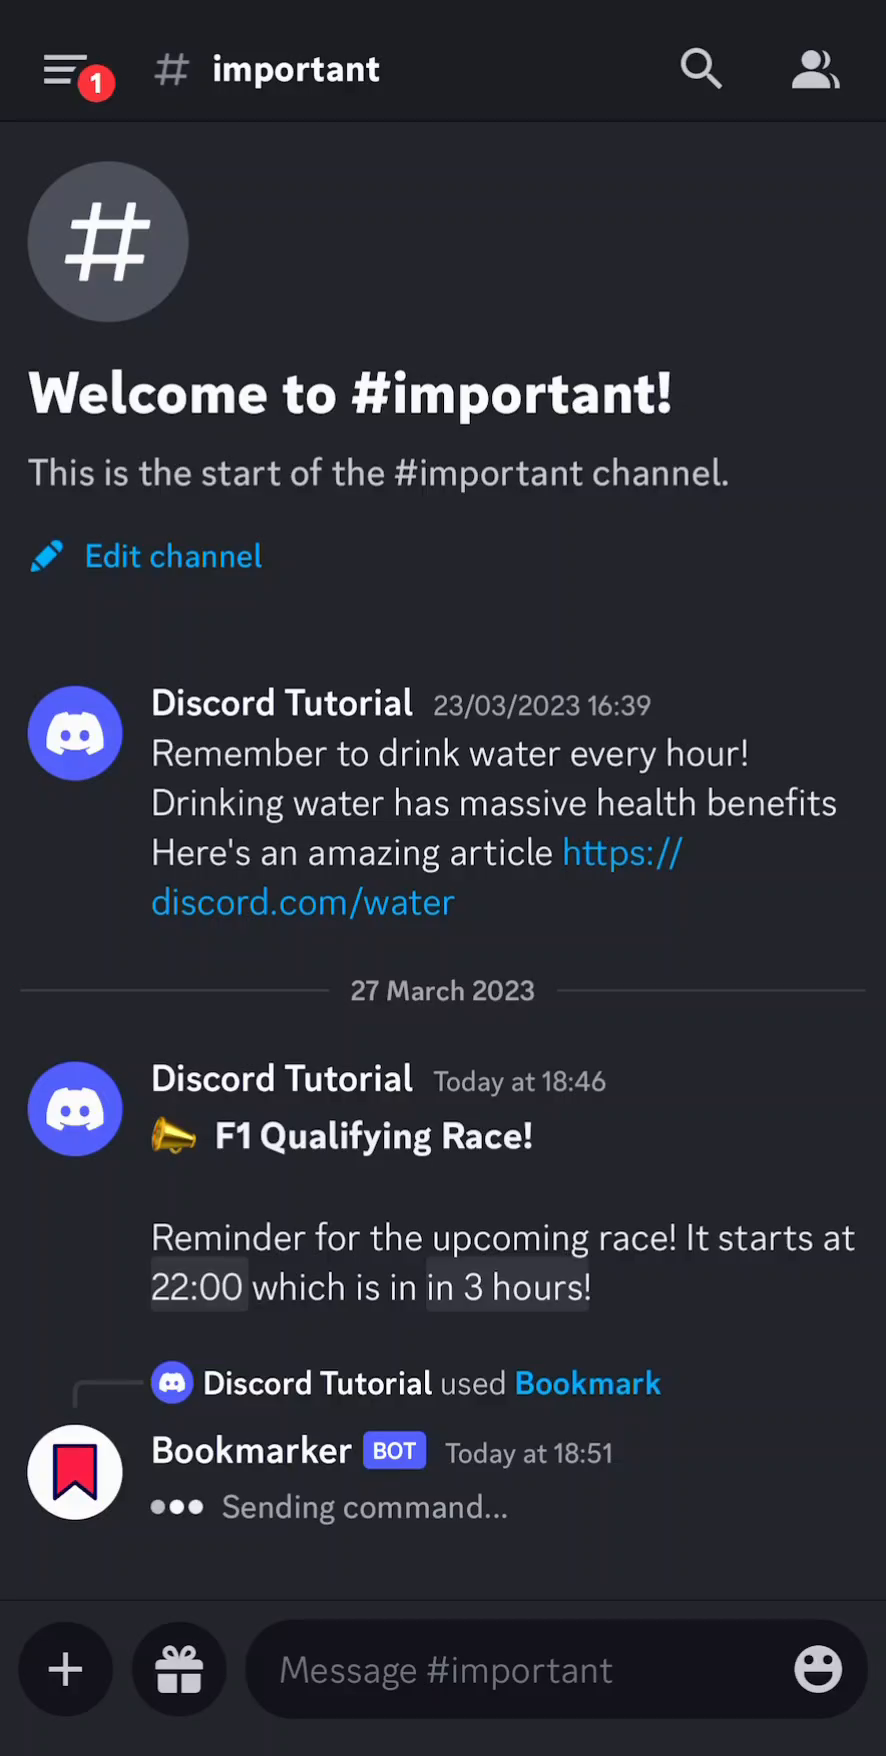 1
# important
#
Welcome to #important!
This is the start of the #important channel.
Edit channel
Discord Tutorial 23/03/2023 16:39
Remember to drink water every hour!
Drinking water has massive health benefits
Here's an amazing article https://
discord.com/water
27 March 2023
Discord Tutorial Today at 18:46
F1 Qualifying Race!
Reminder for the upcoming race! It starts at
22:00 which is in in 3 hours!
Discord Tutorial used Bookmark
Bookmarker BOT Today at 18:51
Sending command...
Message #important